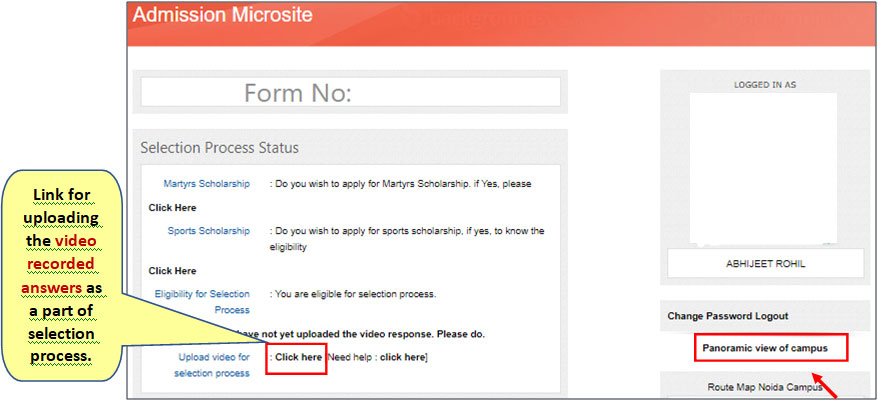 Admission Microsite
Form No:
LOGGED IN AS
ABHIJEET ROHIL
Selection Process Status
Martyrs Scholarship : Do you wish to apply for Martyrs Scholarship. if Yes, please
Click Here
Sports Scholarship : Do you wish to apply for sports scholarship, if yes, to know the
eligibility
Click Here
Eligibility for Selection : You are eligible for selection process.
Process
have not yet uploaded the video response. Please do.
Upload video for : Click here [Need help : click here]
selection process
Link for
uploading
the video
recorded
answers as
a part of
selection
process.
Change Password Logout
Panoramic view of campus
Route Map Noida Campus